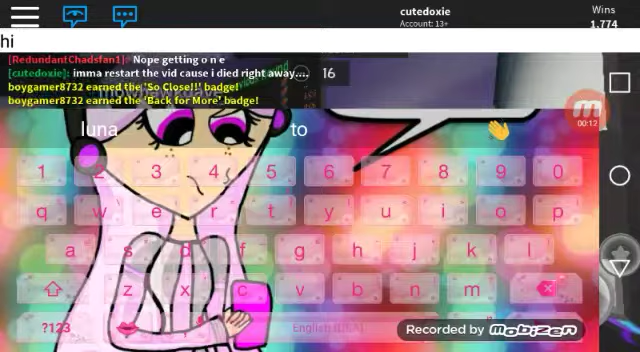 cutedoxie
Account: 13+
Wins
1,774
hi
[Redundan!Chadsfan1]: Nope getting o n e
[cutedoxie]: imma restart the vid cause i died right away....
boygamer8732 earned the 'So Close!!' badge!
boygamer8732 earned the 'Back for More' badge!
16
00:12
luna to 👋
1 2 3 4 5 6 7 8 9 0
q w e r t y u i o p
a s d f g h j k l
z x c v b n m
?123
English (USA)
Recorded by mobizen